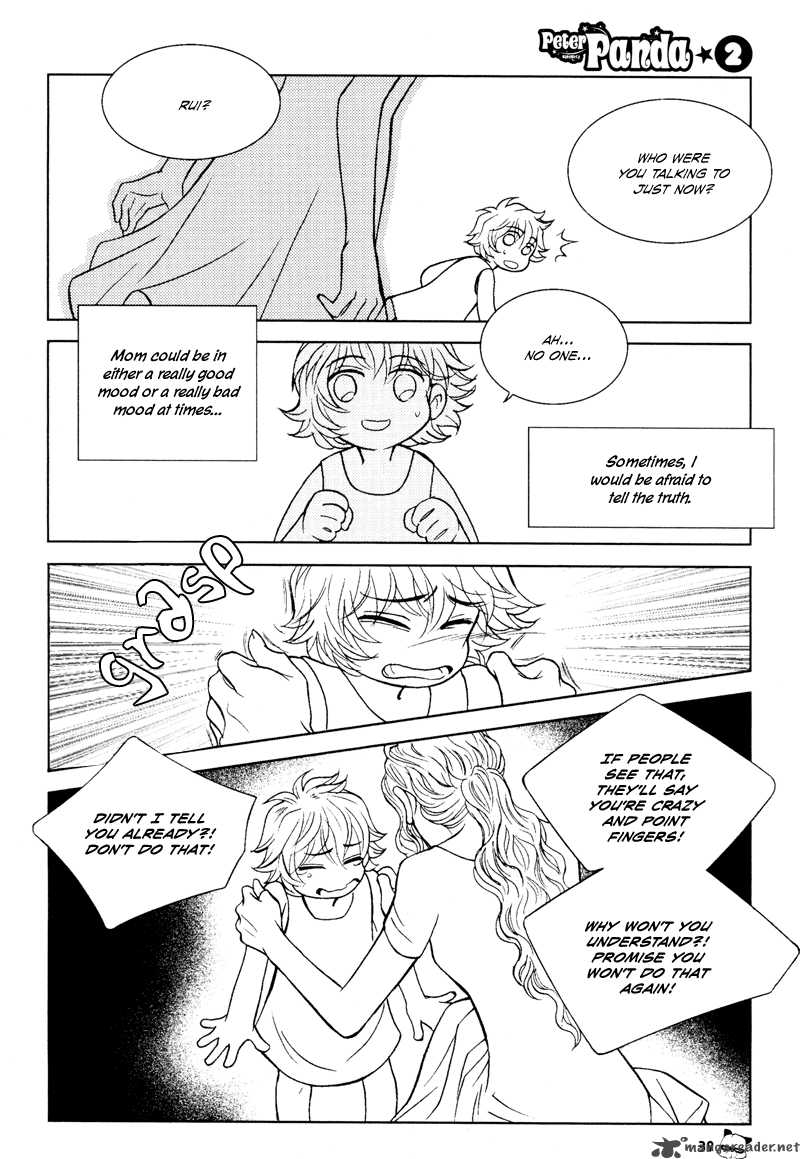 Peter Panda 2
RUI?
WHO WERE
YOU TALKING TO
JUST NOW?
AH...
NO ONE...
Mom could be in
either a really good
mood or a really bad
mood at times...
Sometimes, I
would be afraid to
tell the truth.
grasp
DIDN'T I TELL
YOU ALREADY?!
DON'T DO THAT!
IF PEOPLE
SEE THAT,
THEY'LL SAY
YOU'RE CRAZY
AND POINT
FINGERS!
WHY WON'T YOU
UNDERSTAND?!
PROMISE YOU
WON'T DO THAT
AGAIN!
mangareader.net